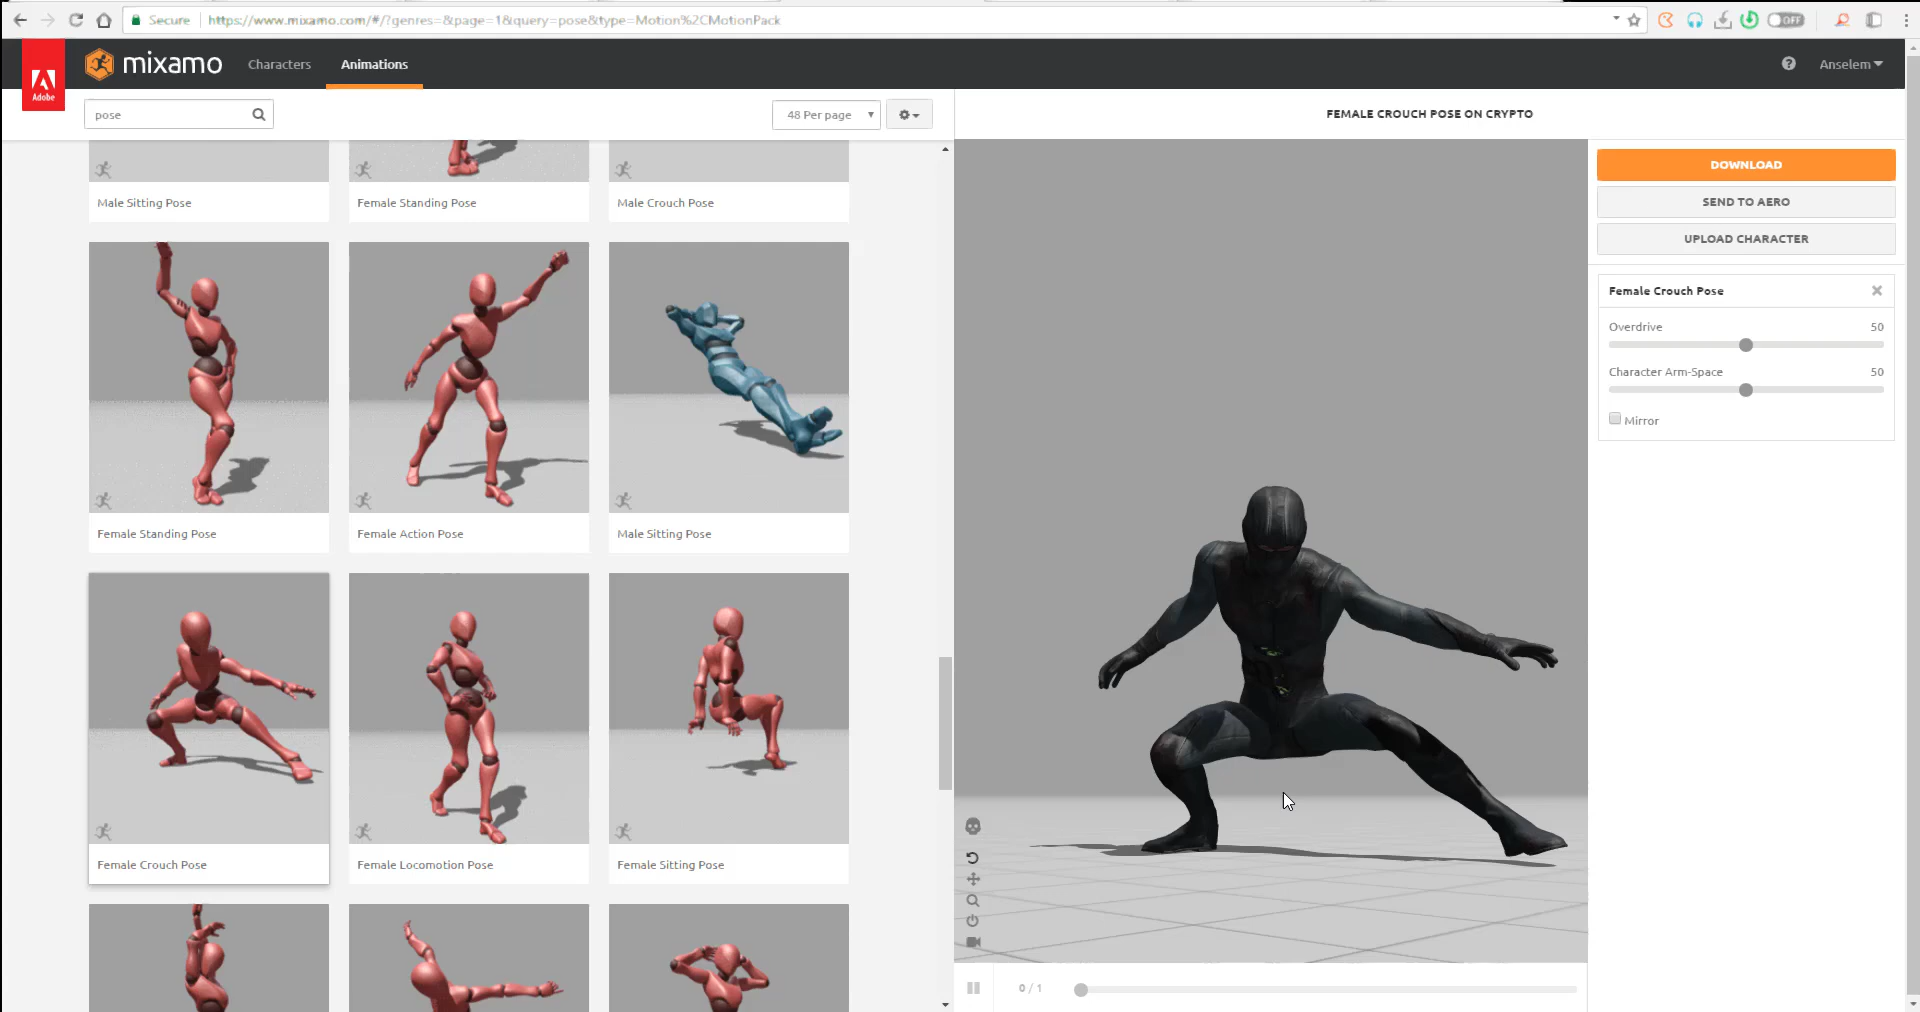 Secure https://www.mixamo.com/#/?genres=&page=1&query=pose&type=Motion%2CMotionPack
OFF
Adobe
mixamo Characters Animations Anselem
pose 48 Per page
FEMALE CROUCH POSE ON CRYPTO
Male Sitting Pose Female Standing Pose Male Crouch Pose
Female Standing Pose Female Action Pose Male Sitting Pose
Female Crouch Pose Female Locomotion Pose Female Sitting Pose
DOWNLOAD
SEND TO AERO
UPLOAD CHARACTER
Female Crouch Pose
Overdrive 50
Character Arm-Space 50
Mirror
0 / 1